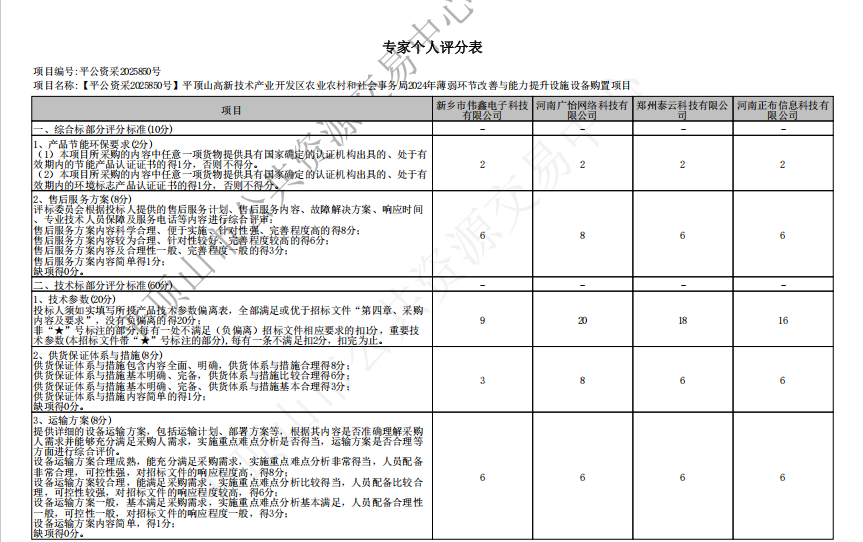 专家个人评分表
项目编号:平公资采2025850号
项目名称:【平公资采2025850号】平顶山高新技术产业开发区农业农村和社会事务局2024年薄弱环节改善与能力提升设施设备购置项目
项目 新乡市伟鑫电子科技有限公司 河南广怡网络科技有限公司 郑州泰云科技有限公司 河南正布信息科技有限公司
一、综合标部分评分标准(10分) - - - -
1、产品节能环保要求(2分)
（1）本项目所采购的内容中任意一项货物提供具有国家确定的认证机构出具的、处于有
效期内的节能产品认证证书的得1分，否则不得分。
（2）本项目所采购的内容中任意一项货物提供具有国家确定的认证机构出具的、处于有
效期内的环境标志产品认证证书的得1分，否则不得分。
2 2 2 2
2、售后服务方案(8分)
评标委员会根据投标人提供的售后服务计划、售后服务内容、故障解决方案、响应时间
、专业技术人员保障及服务电话等内容进行综合评审:
售后服务方案内容科学合理、便于实施、针对性强、完善程度高的得8分;
售后服务方案内容较为合理、针对性较好、完善程度较高的得6分;
售后服务方案内容及合理性一般、完善程度一般的得3分;
售后服务方案内容简单得1分;
缺项得0分。
6 8 6 6
二、技术标部分评分标准(60分) - - - -
1、技术参数(20分)
投标人须如实填写所投产品技术参数偏离表，全部满足或优于招标文件“第四章、采购
内容及要求”，没有负偏离的得20分;
非“★”号标注的部分,每有一处不满足（负偏离）招标文件相应要求的扣1分，重要技
术参数(本招标文件带“★”号标注的部分),每有一条不满足扣2分，扣完为止。
9 20 18 16
2、供货保证体系与措施(8分)
供货保证体系与措施包含内容全面、明确，供货体系与措施合理得8分;
供货保证体系与措施基本明确、完备，供货体系与措施比较合理得6分;
供货保证体系与措施基本明确、完备、供货体系与措施基本合理得3分;
供货保证体系与措施内容简单的得1分;
缺项得0分。
3 8 6 6
3、运输方案(8分)
提供详细的设备运输方案，包括运输计划、部署方案等，根据其内容是否准确理解采购
人需求并能够充分满足采购人需求，实施重点难点分析是否得当，运输方案是否合理等
方面进行综合评价。
设备运输方案合理成熟，能充分满足采购需求，实施重点难点分析非常得当，人员配备
非常合理，可控性强，对招标文件的响应程度高，得8分;
设备运输方案较合理，能满足采购需求，实施重点难点分析比较得当，人员配备比较合
理，可控性较强，对招标文件的响应程度较高，得6分;
设备运输方案一般，基本满足采购需求，实施重点难点分析基本满足，人员配备合理性
一般，可控性一般，对招标文件的响应程度一般，得3分;
设备运输方案内容简单，得1分;
缺项得0分。
6 6 6 6
平顶山市公共资源交易中心
平顶山市公共资源交易中心